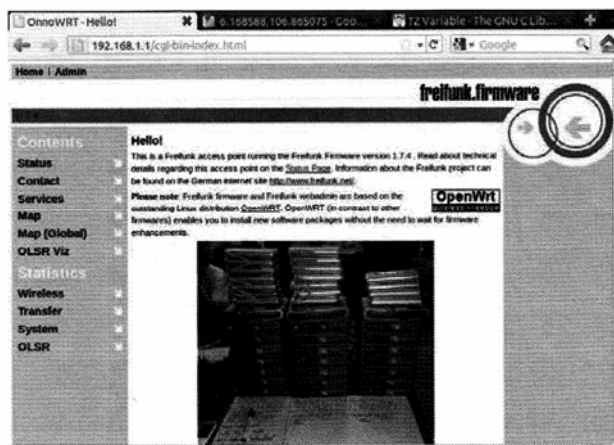 OnnoWRT - Hello!
6.168588,106.865075 - Goo...
TZ Variable - The GNU C Lib...
192.168.1.1/cgi-bin-index.html
Google
Home | Admin
freifunk.firmware
Contents
Status
Contact
Services
Map
Map (Global)
OLSR Viz
Statistics
Wireless
Transfer
System
OLSR
Hello!
This is a Freifunk access point running the Freifunk Firmware version 1.7.4 . Read about technical
details regarding this access point on the Status Page. Information about the Freifunk project can
be found on the German internet site http://www.freifunk.net/.
Please note: Freifunk firmware and Freifunk webadmin are based on the
outstanding Linux distribution OpenWRT. OpenWRT (in contrast to other
firmwares) enables you to install new software packages without the need to wait for firmware
enhancements.
OpenWrt